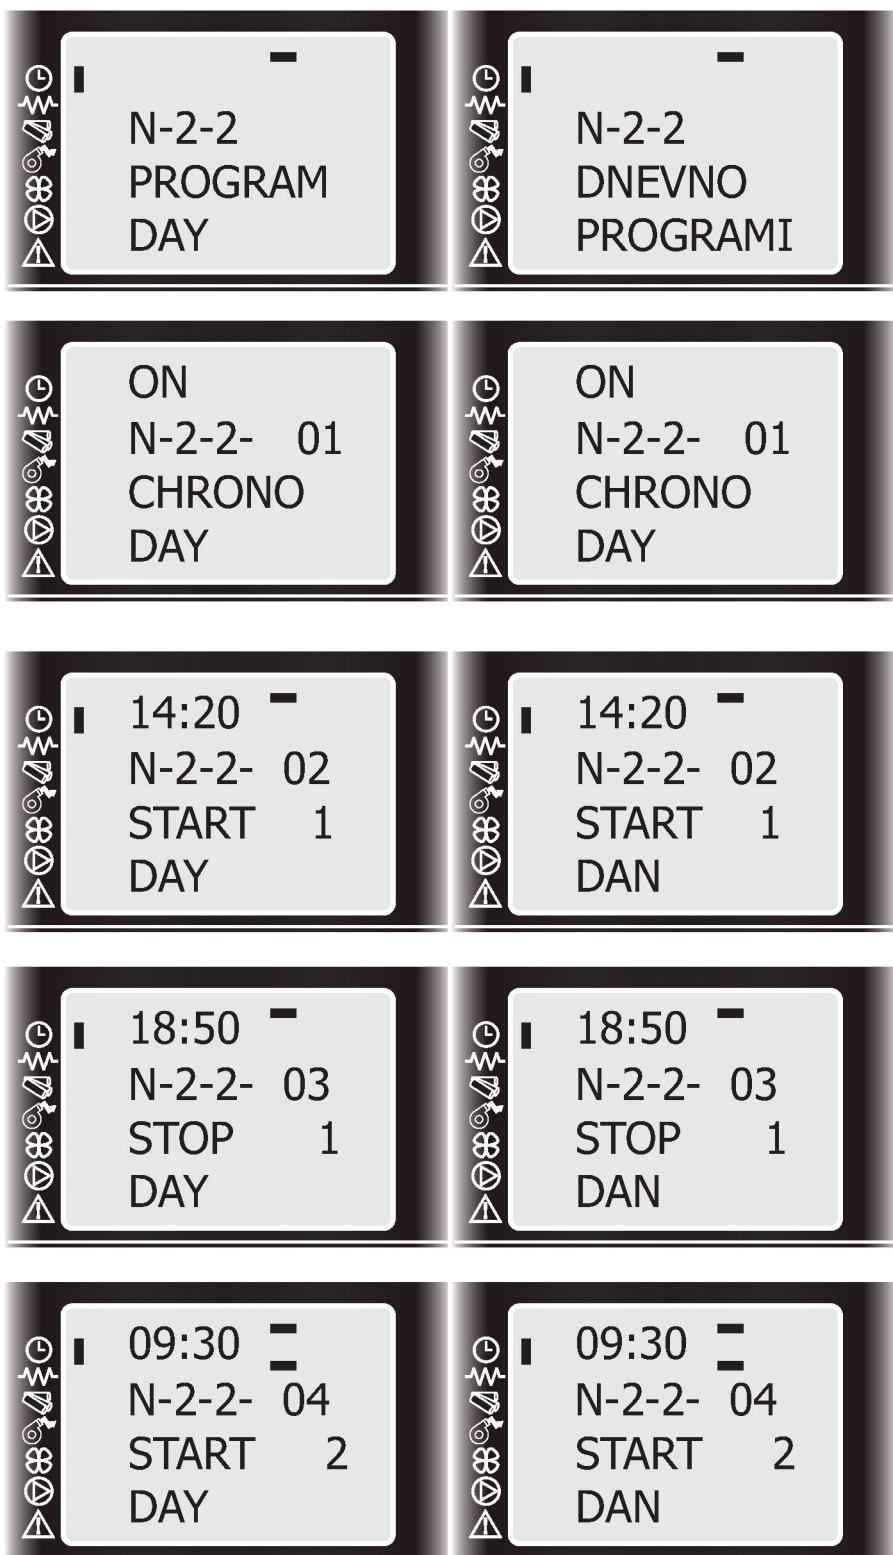 N-2-2
PROGRAM
DAY
N-2-2
DNEVNO
PROGRAMI
ON
N-2-2- 01
CHRONO
DAY
ON
N-2-2- 01
CHRONO
DAY
14:20
N-2-2- 02
START 1
DAY
14:20
N-2-2- 02
START 1
DAN
18:50
N-2-2- 03
STOP 1
DAY
18:50
N-2-2- 03
STOP 1
DAN
09:30
N-2-2- 04
START 2
DAY
09:30
N-2-2- 04
START 2
DAN